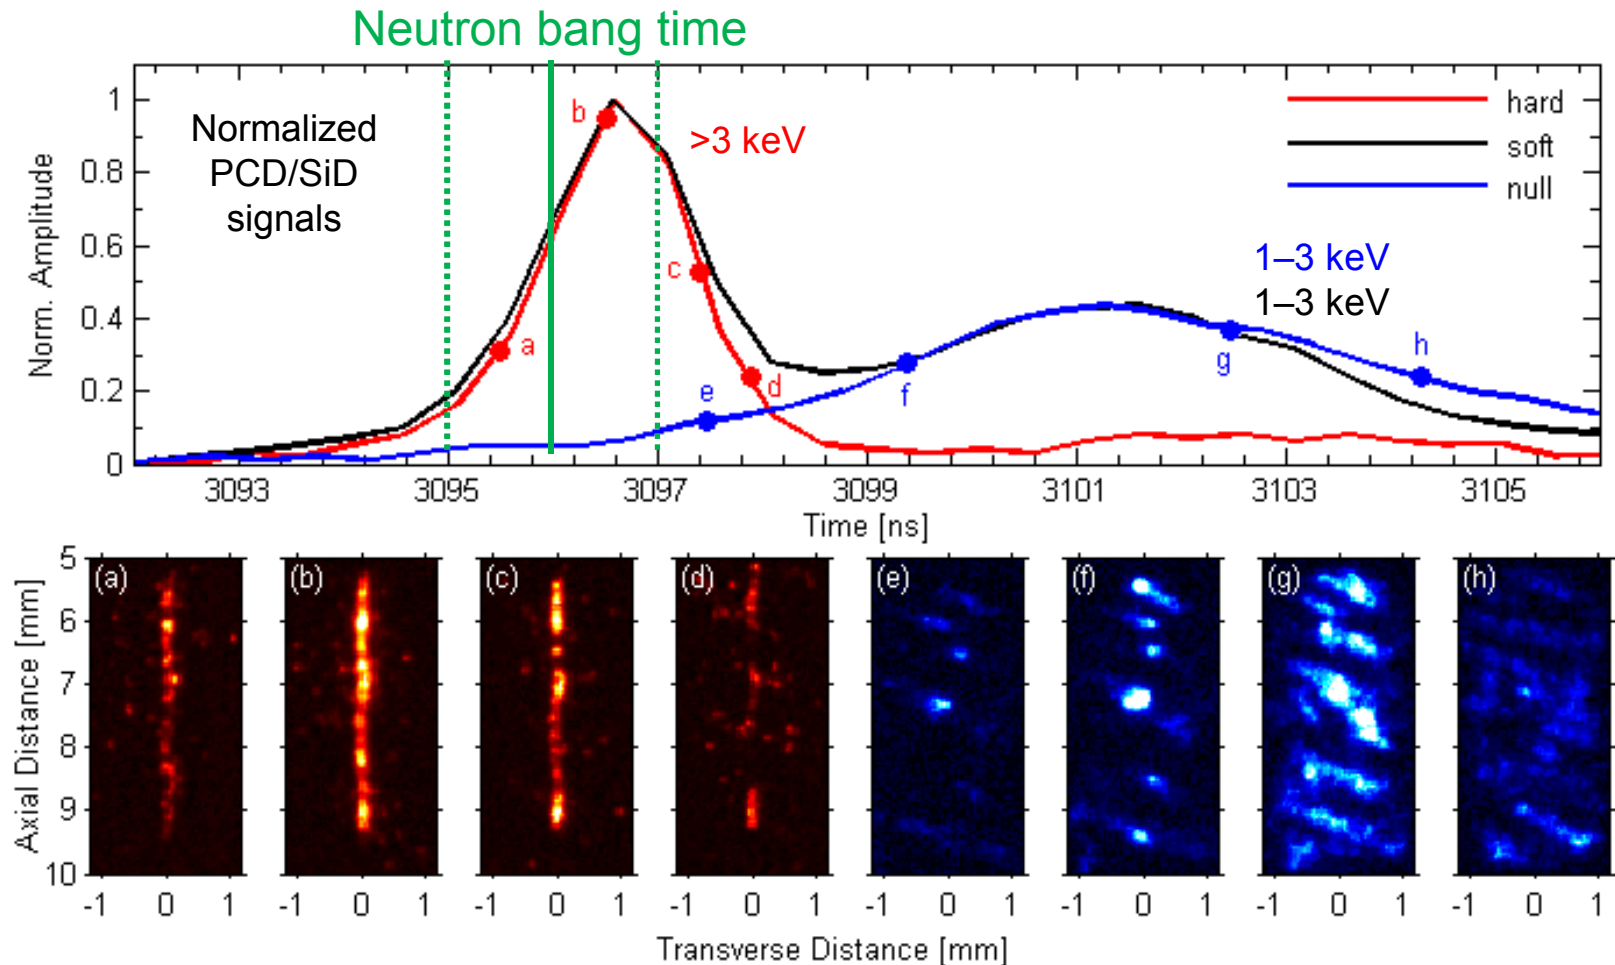 Neutron bang time
Normalized
PCD/SiD
signals
>3 keV
hard
soft
null
1–3 keV
1–3 keV
Norm. Amplitude
1
0.8
0.6
0.4
0.2
0
a
b
c
d
e
f
g
h
3093 3095 3097 3099 3101 3103 3105
Time [ns]
Axial Distance [mm]
5
6
7
8
9
10
(a) (b) (c) (d) (e) (f) (g) (h)
-1 0 1 -1 0 1 -1 0 1 -1 0 1 -1 0 1 -1 0 1 -1 0 1 -1 0 1
Transverse Distance [mm]